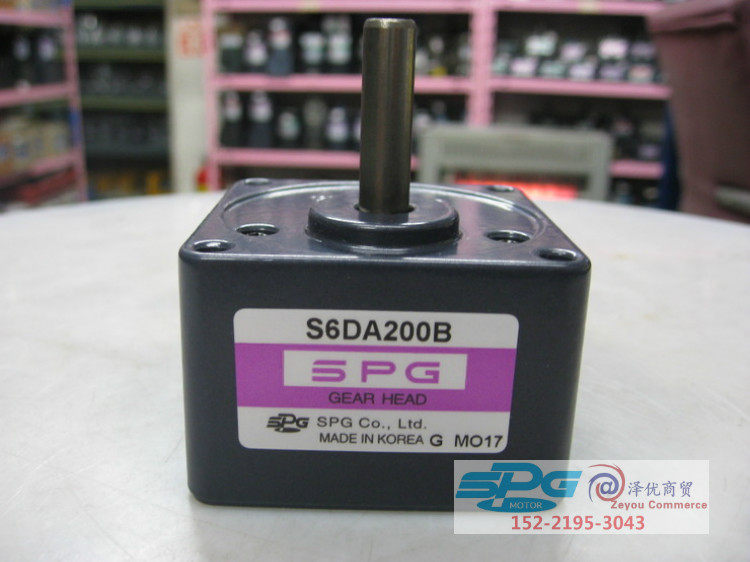 S6DA200B
SPG
GEAR HEAD
SPG SPG Co., Ltd.
MADE IN KOREA G MO17
SPG @ 泽优商贸
MOTOR Zeyou Commerce
152-2195-3043